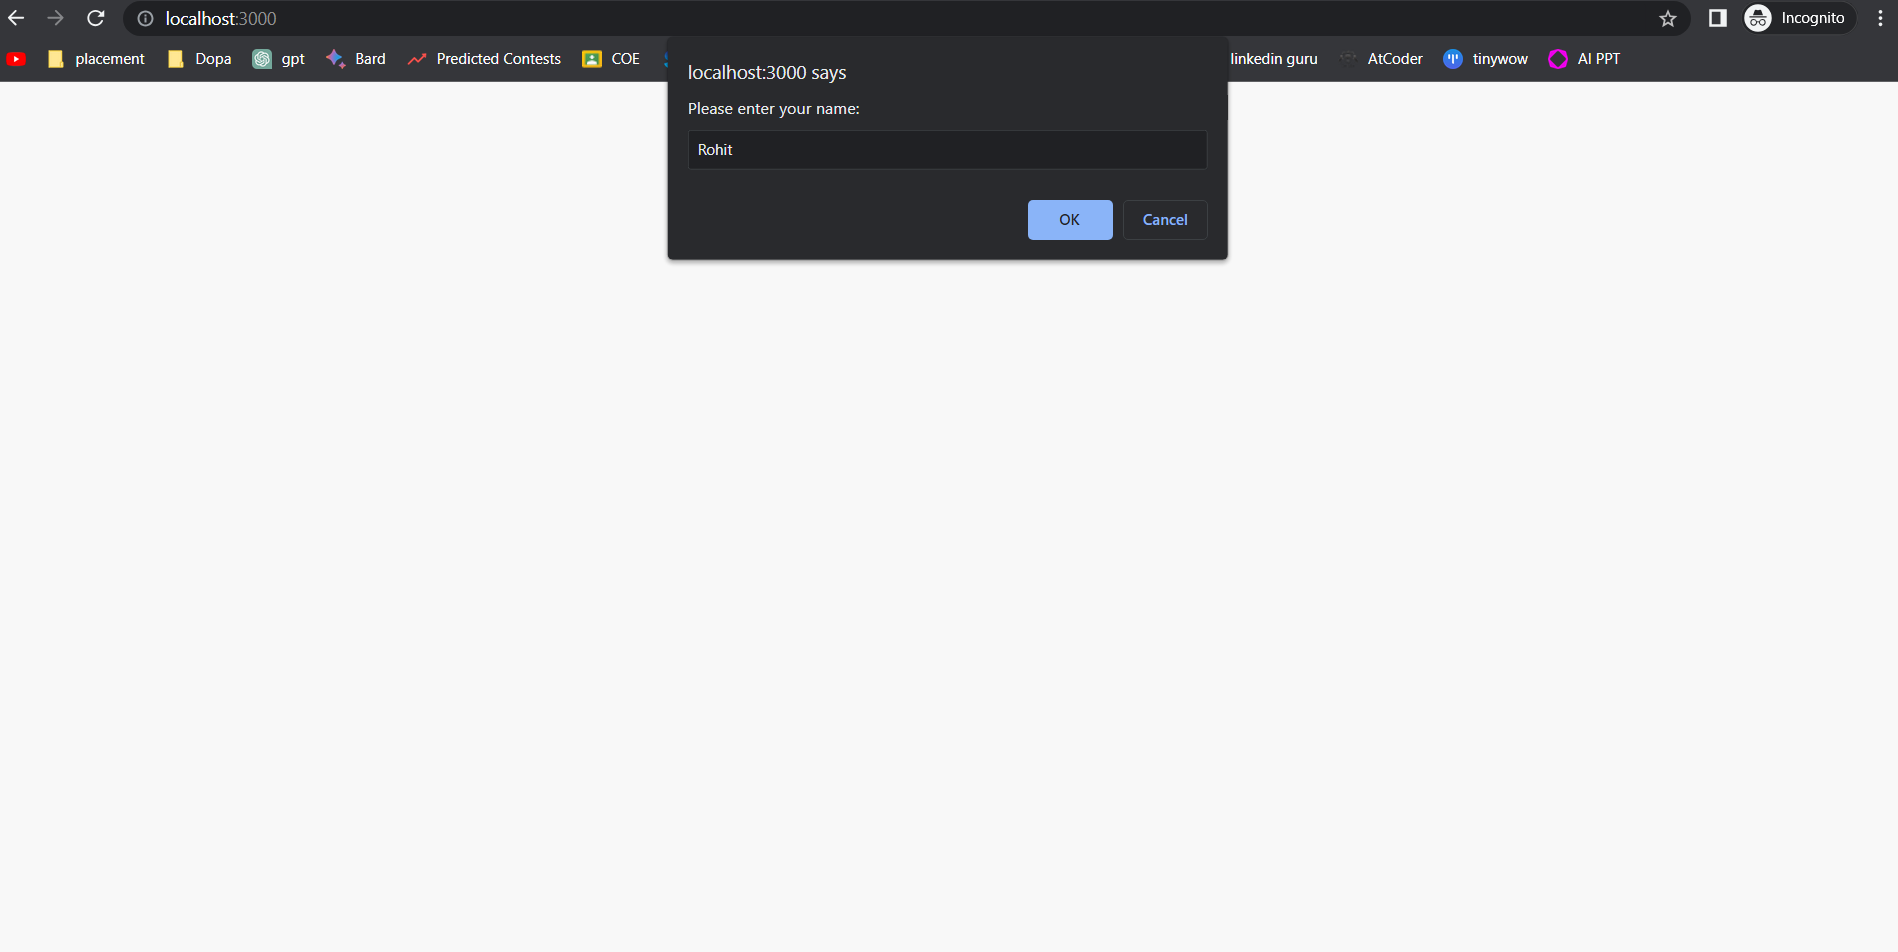 localhost:3000
Incognito
placement
Dopa
gpt
Bard
Predicted Contests
COE
linkedin guru
AtCoder
tinywow
AI PPT
localhost:3000 says
Please enter your name:
Rohit
OK
Cancel